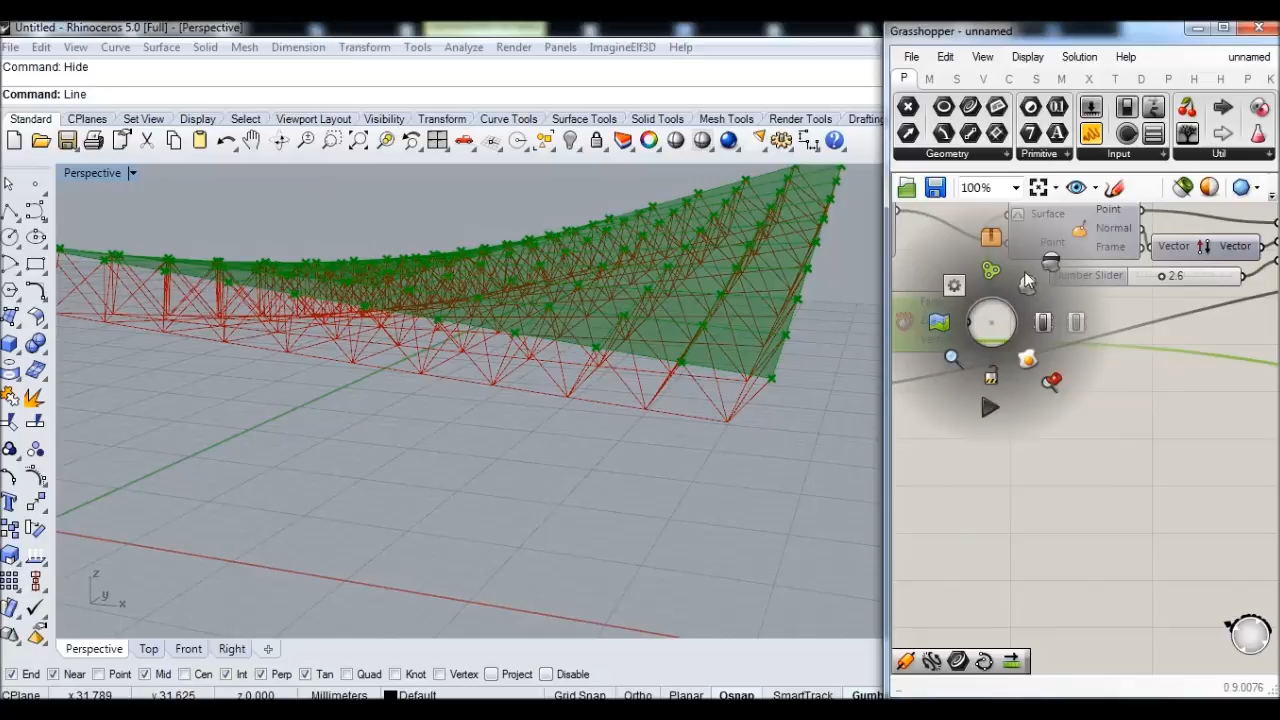 Untitled - Rhinoceros 5.0 [Full] - [Perspective]
File Edit View Curve Surface Solid Mesh Dimension Transform Tools Analyze Render Panels ImagineElf3D Help
Command: Hide
Command: Line
Standard CPlanes Set View Display Select Viewport Layout Visibility Transform Curve Tools Surface Tools Solid Tools Mesh Tools Render Tools Drafting
Perspective
z
y
x
Perspective Top Front Right
End Near Point Mid Cen Int Perp Tan Quad Knot Vertex Project Disable
CPlane x 31.789 y 31.625 z 0.000 Millimeters Default Grid Snap Ortho Planar Osnap SmartTrack Gumb
Grasshopper - unnamed
File Edit View Display Solution Help unnamed
P M S V C S M X T D P H H P K
Geometry Primitive Input Util
100%
Surface Point
Point Normal
Frame
Vector Vector
Number Slider 2.6
0.9.0076